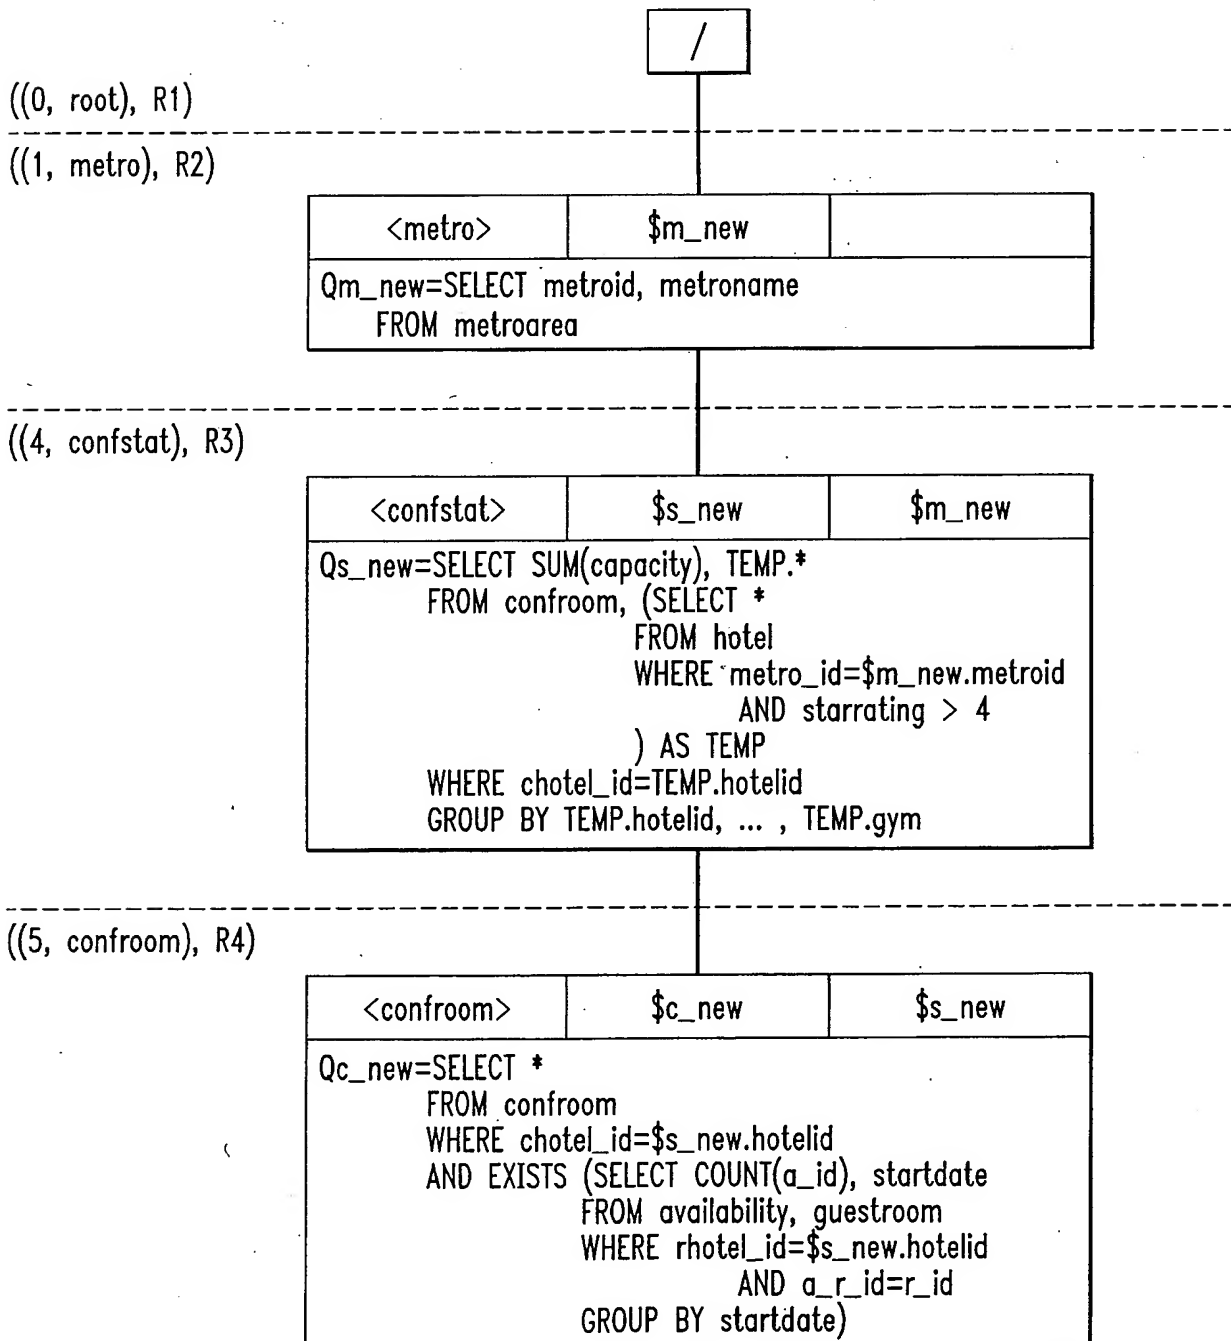 /
((0, root), R1)
((1, metro), R2)
<metro> $m_new
Qm_new=SELECT metroid, metroname
FROM metroarea
((4, confstat), R3)
<confstat> $s_new $m_new
Qs_new=SELECT SUM(capacity), TEMP.*
FROM confroom, (SELECT *
FROM hotel
WHERE metro_id=$m_new.metroid
AND starrating > 4
) AS TEMP
WHERE chotel_id=TEMP.hotelid
GROUP BY TEMP.hotelid, ... , TEMP.gym
((5, confroom), R4)
<confroom> $c_new $s_new
Qc_new=SELECT *
FROM confroom
WHERE chotel_id=$s_new.hotelid
AND EXISTS (SELECT COUNT(a_id), startdate
FROM availability, guestroom
WHERE rhotel_id=$s_new.hotelid
AND a_r_id=r_id
GROUP BY startdate)